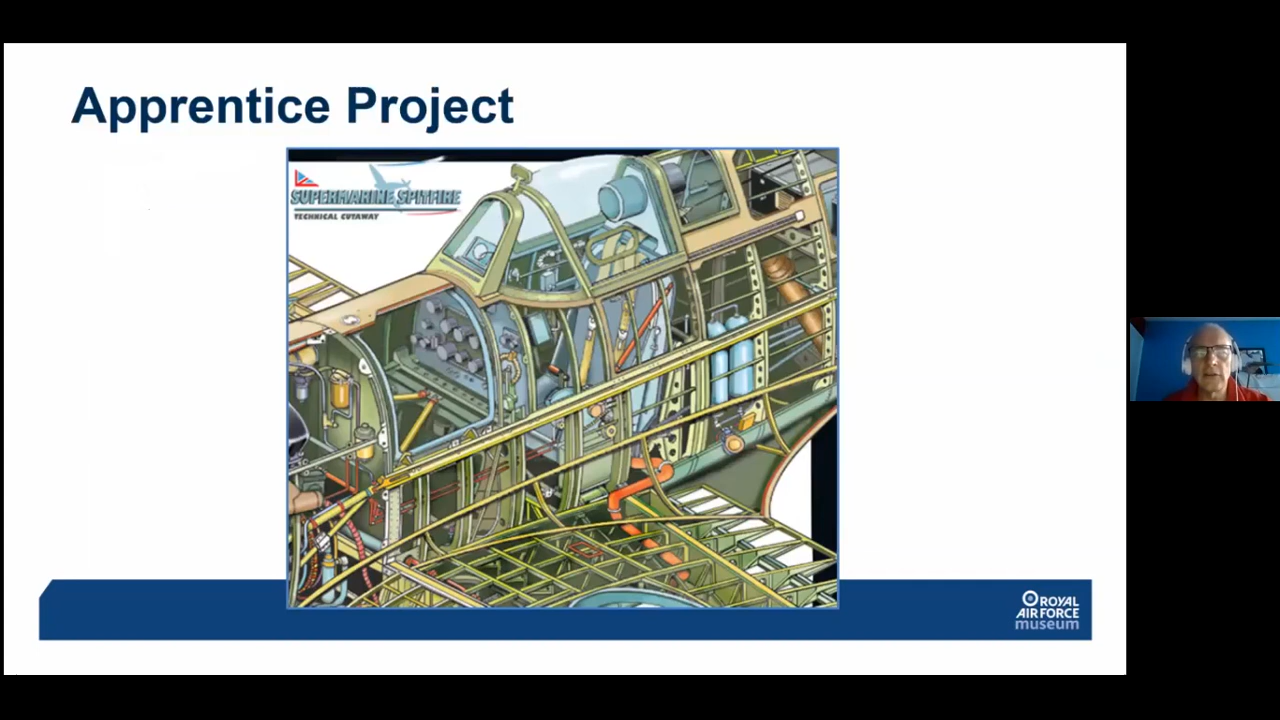 Apprentice Project
SUPERMARINE SPITFIRE
TECHNICAL CUTAWAY
ROYAL
AIR FORCE
museum